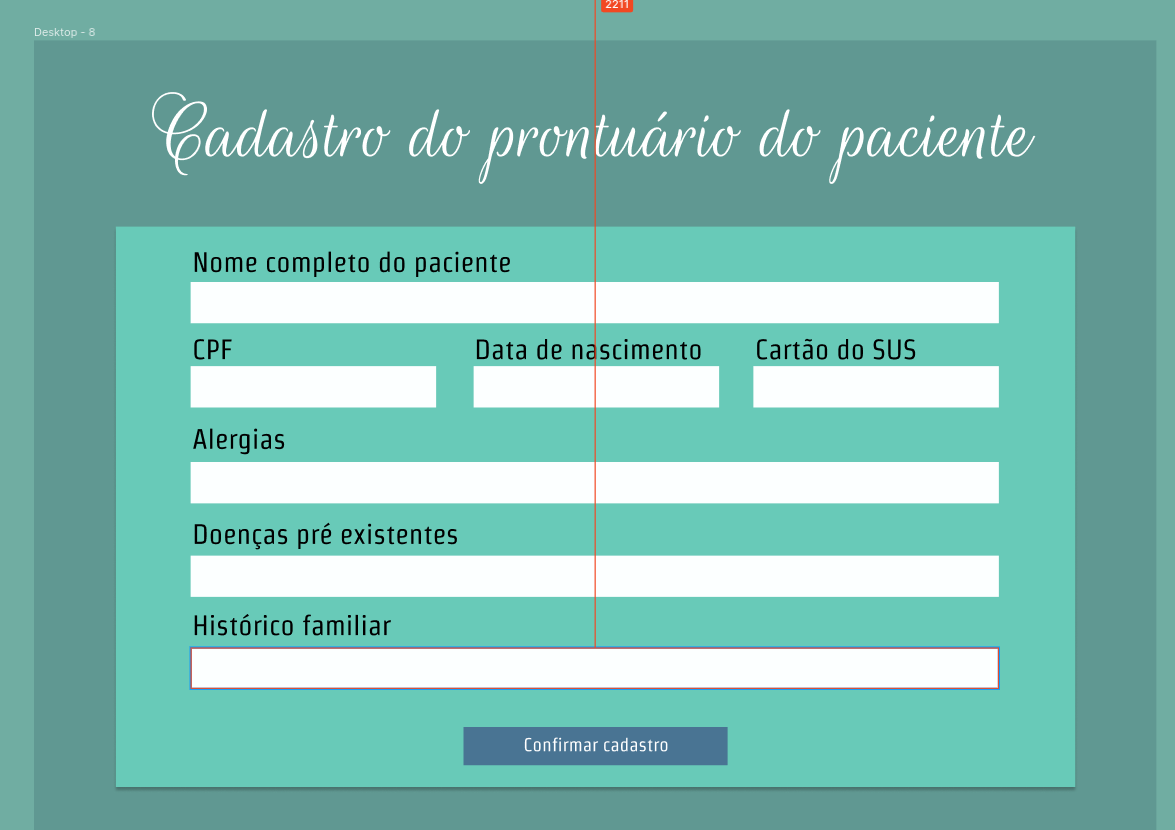 2211
Desktop - 8
Cadastro do prontuário do paciente
Nome completo do paciente
CPF
Data de nascimento
Cartão do SUS
Alergias
Doenças pré existentes
Histórico familiar
Confirmar cadastro